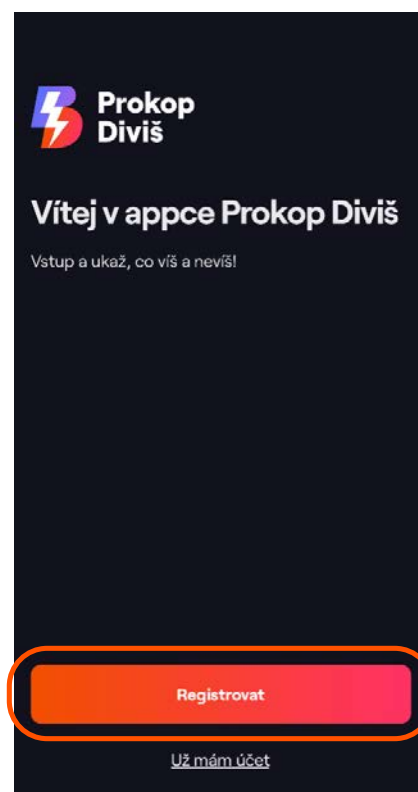 Prokop
Diviš
Vítej v appce Prokop Diviš
Vstup a ukaž, co víš a nevíš!
Registrovat
Už mám účet